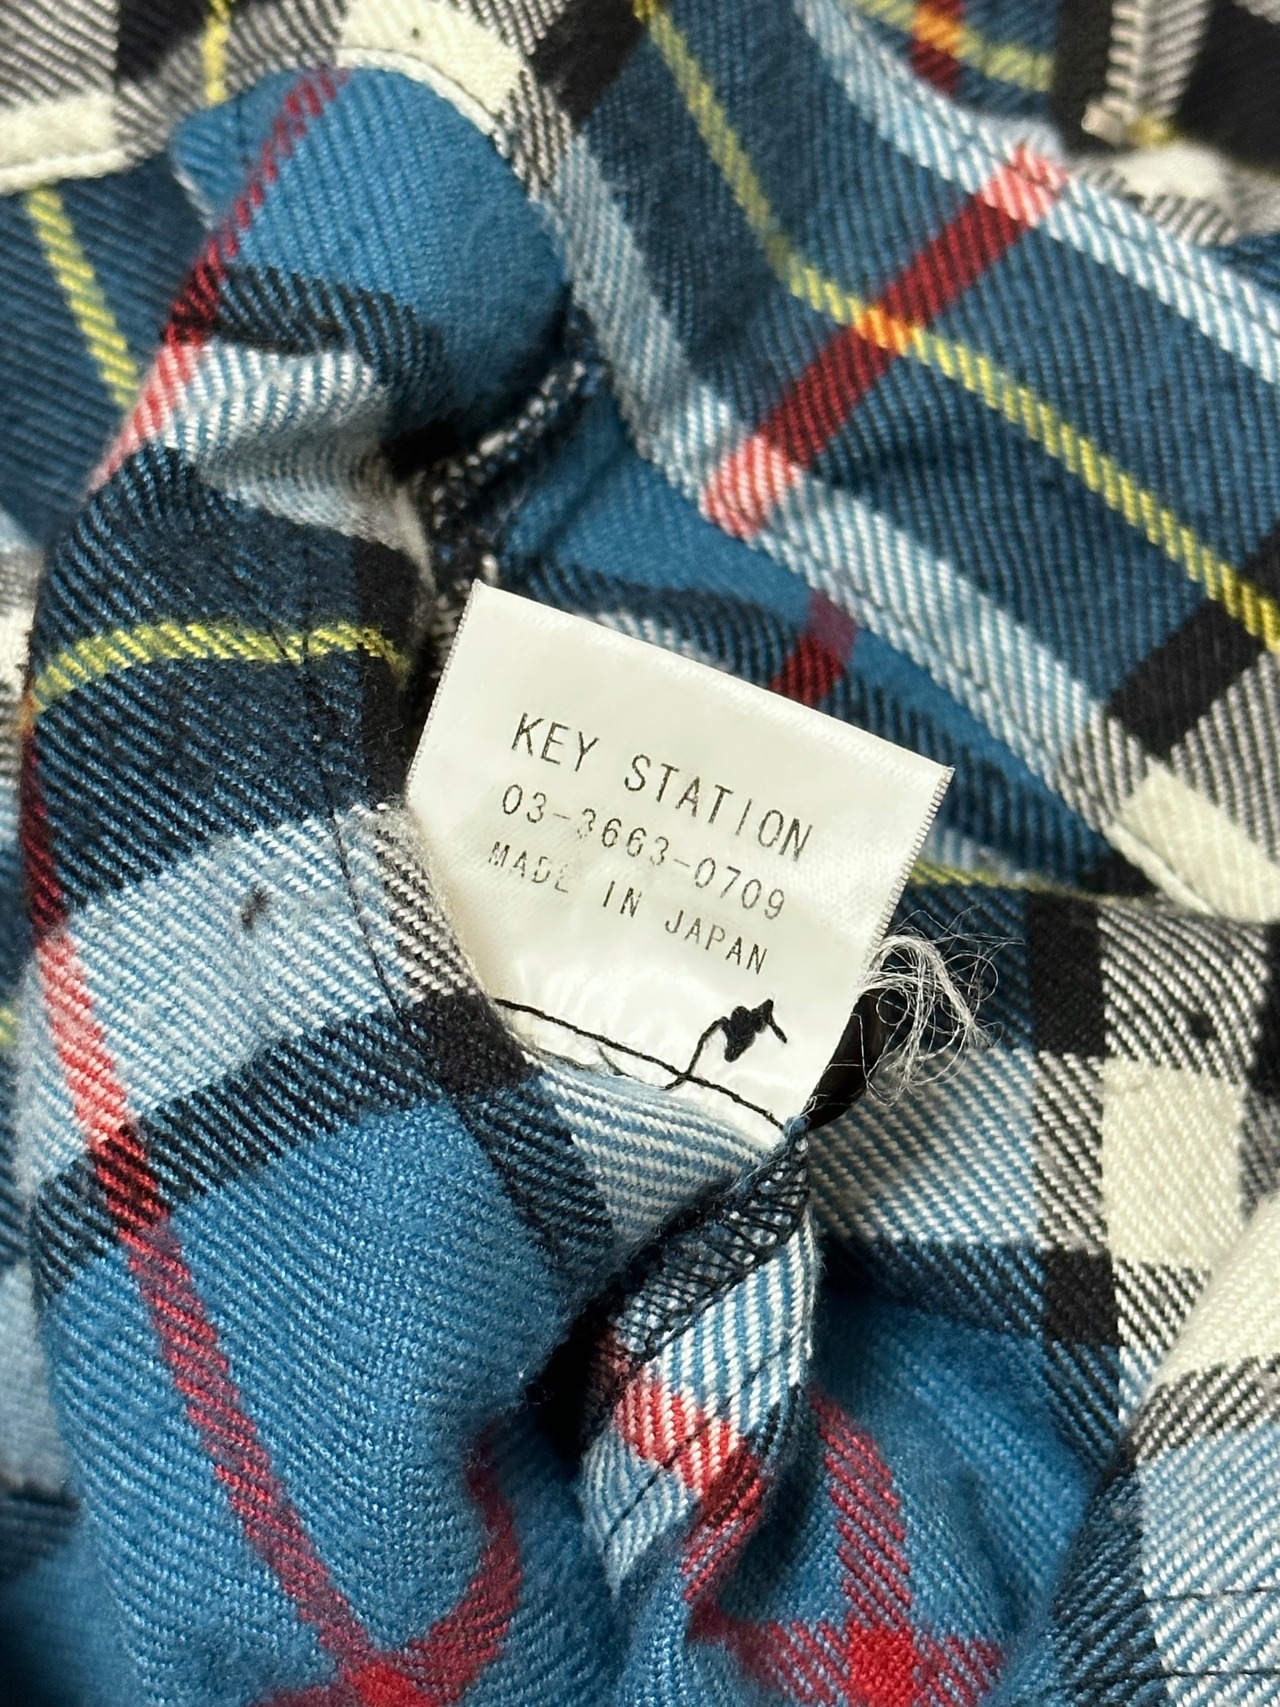 KEY STATION
03-3663-0709
MADE IN JAPAN